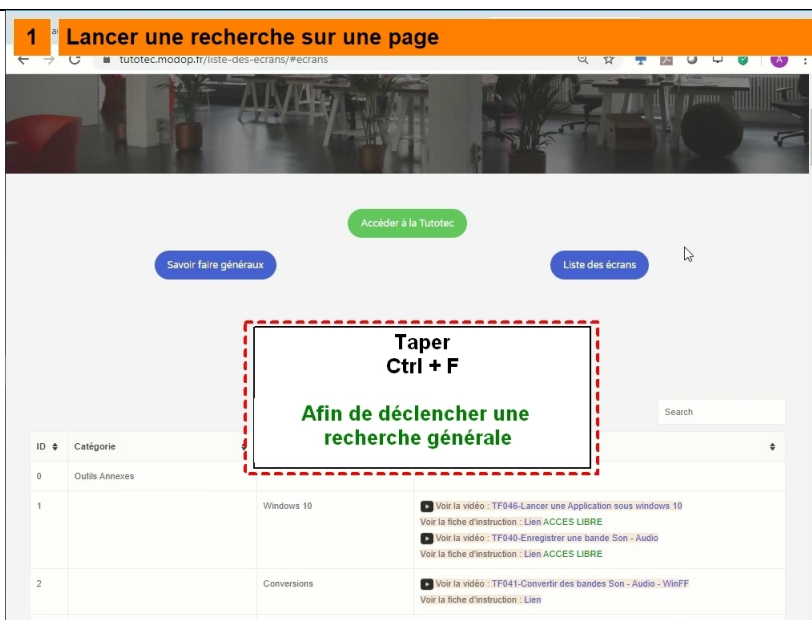 1 Lancer une recherche sur une page
tutotec.modop.fr/liste-des-ecrans/#ecrans
A
Accéder à la Tutotec
Savoir faire généraux
Liste des écrans
Taper
Ctrl + F
Afin de déclencher une
recherche générale
Search
ID Catégorie
0 Outils Annexes
1 Windows 10 Voir la vidéo : TF046-Lancer une Application sous windows 10
Voir la fiche d'instruction : Lien ACCES LIBRE
Voir la vidéo : TF040-Enregistrer une bande Son - Audio
Voir la fiche d'instruction : Lien ACCES LIBRE
2 Conversions Voir la vidéo : TF041-Convertir des bandes Son - Audio - WinFF
Voir la fiche d'instruction : Lien